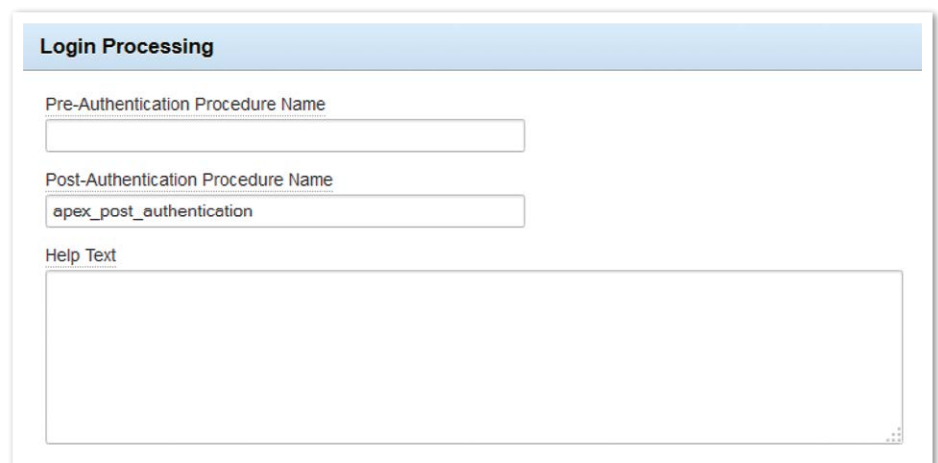 Login Processing
Pre-Authentication Procedure Name
Post-Authentication Procedure Name
apex_post_authentication
Help Text